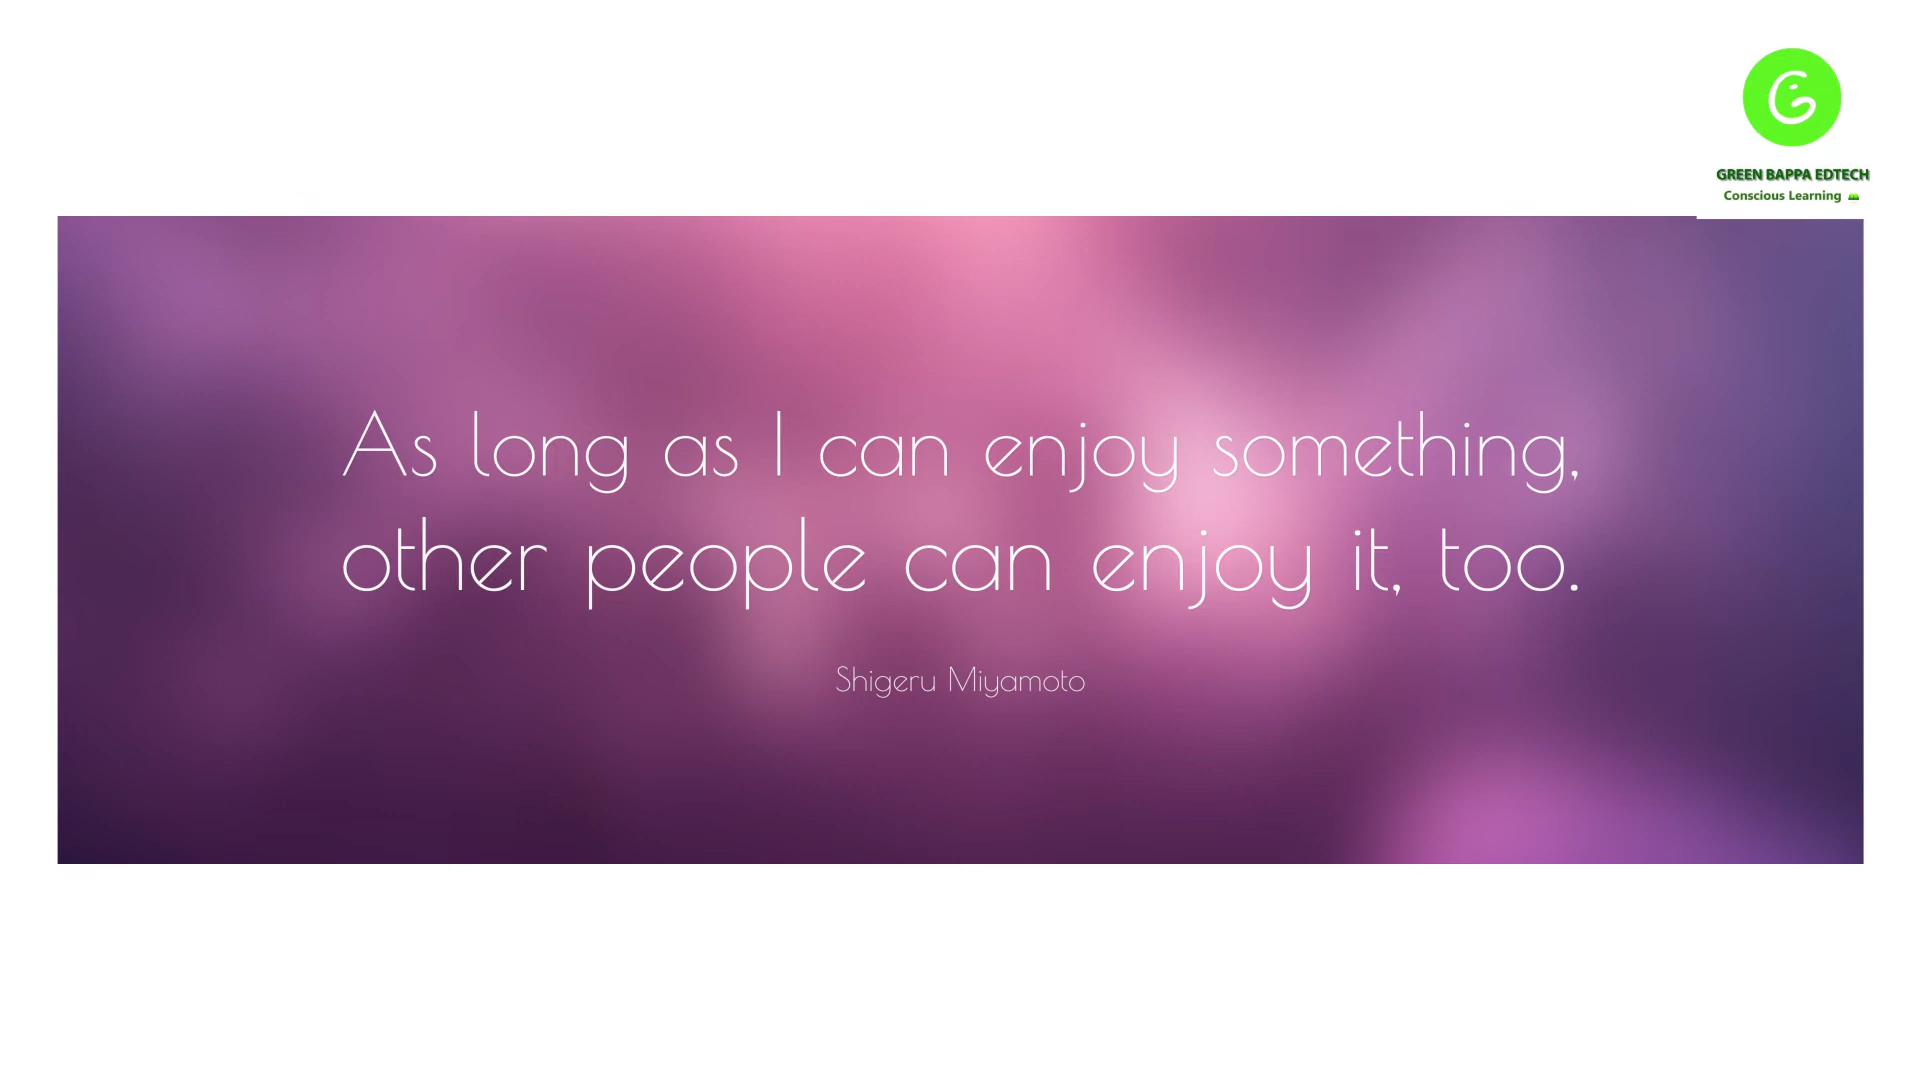 GREEN BAPPA EDTECH
Conscious Learning
As long as I can enjoy something,
other people can enjoy it, too.
Shigeru Miyamoto